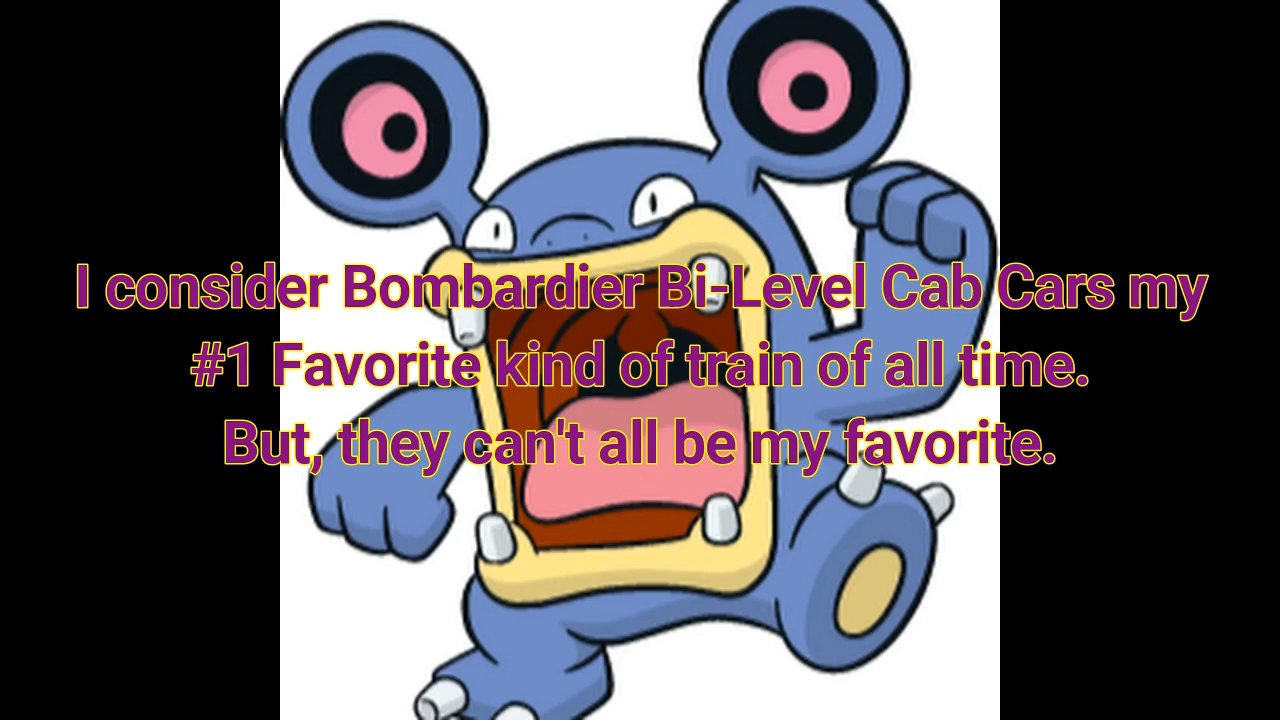 I consider Bombardier Bi-Level Cab Cars my
#1 Favorite kind of train of all time.
But, they can't all be my favorite.